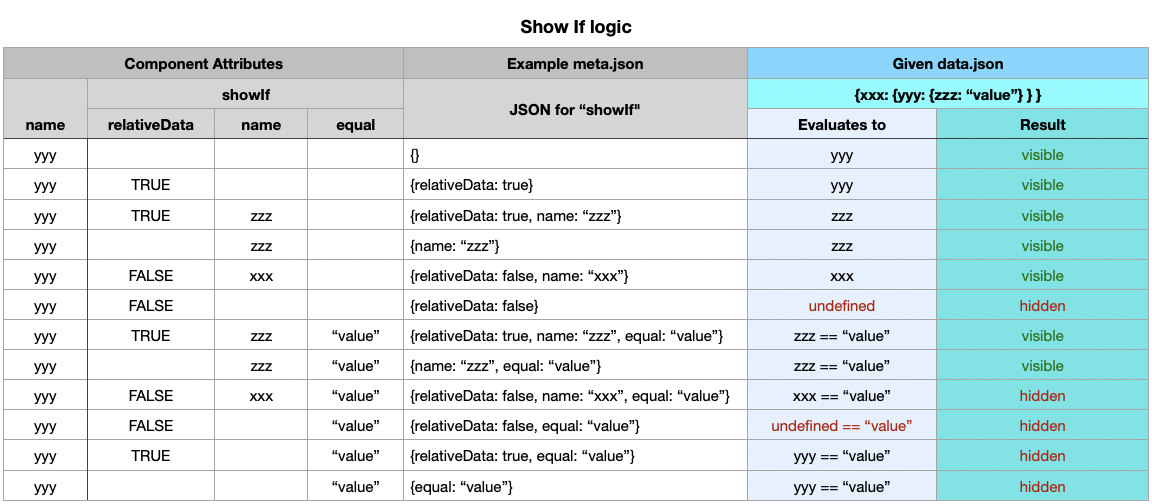 Show If logic
Component Attributes Example meta.json Given data.json
showIf JSON for “showIf" {xxx: {yyy: {zzz: “value”} } }
name relativeData name equal Evaluates to Result
yyy {} yyy visible
yyy TRUE {relativeData: true} yyy visible
yyy TRUE zzz {relativeData: true, name: “zzz”} zzz visible
yyy zzz {name: “zzz”} zzz visible
yyy FALSE xxx {relativeData: false, name: “xxx”} xxx visible
yyy FALSE {relativeData: false} undefined hidden
yyy TRUE zzz “value” {relativeData: true, name: “zzz”, equal: “value”} zzz == “value” visible
yyy zzz “value” {name: “zzz”, equal: “value”} zzz == “value” visible
yyy FALSE xxx “value” {relativeData: false, name: “xxx”, equal: “value”} xxx == “value” hidden
yyy FALSE “value” {relativeData: false, equal: “value”} undefined == “value” hidden
yyy TRUE “value” {relativeData: true, equal: “value”} yyy == “value” hidden
yyy “value” {equal: “value”} yyy == “value” hidden